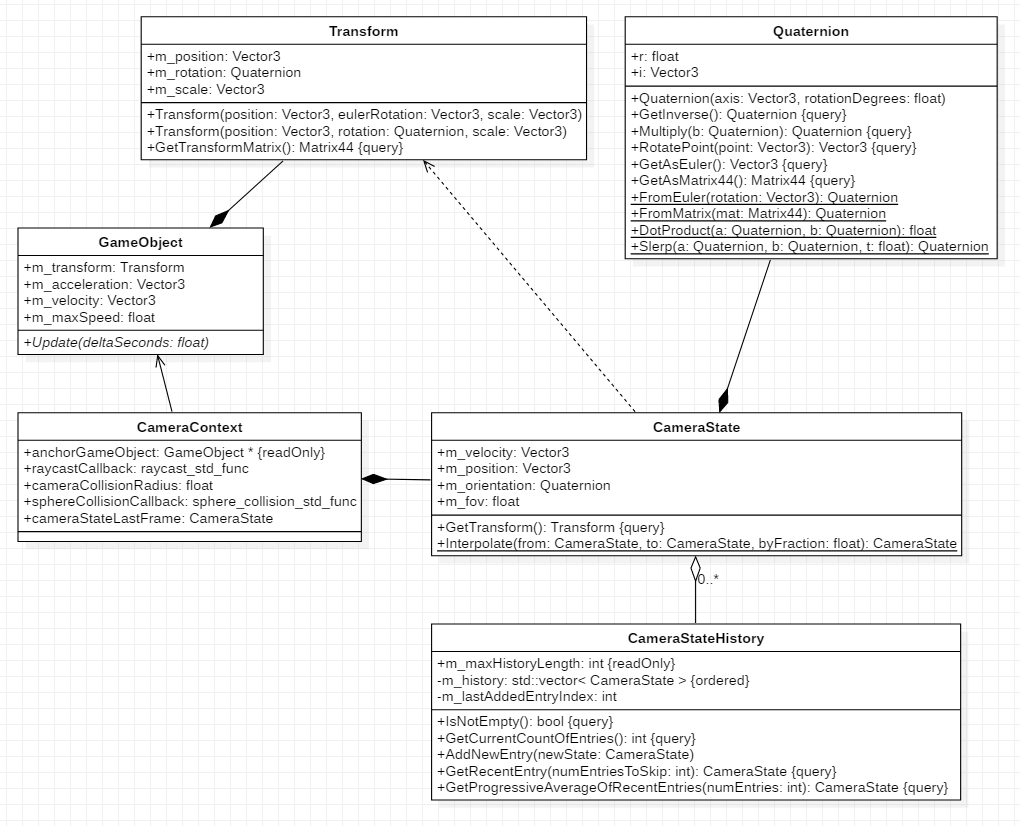 Transform
+m_position: Vector3
+m_rotation: Quaternion
+m_scale: Vector3
+Transform(position: Vector3, eulerRotation: Vector3, scale: Vector3)
+Transform(position: Vector3, rotation: Quaternion, scale: Vector3)
+GetTransformMatrix(): Matrix44 {query}
Quaternion
+r: float
+i: Vector3
+Quaternion(axis: Vector3, rotationDegrees: float)
+GetInverse(): Quaternion {query}
+Multiply(b: Quaternion): Quaternion {query}
+RotatePoint(point: Vector3): Vector3 {query}
+GetAsEuler(): Vector3 {query}
+GetAsMatrix44(): Matrix44 {query}
+FromEuler(rotation: Vector3): Quaternion
+FromMatrix(mat: Matrix44): Quaternion
+DotProduct(a: Quaternion, b: Quaternion): float
+Slerp(a: Quaternion, b: Quaternion, t: float): Quaternion
GameObject
+m_transform: Transform
+m_acceleration: Vector3
+m_velocity: Vector3
+m_maxSpeed: float
+Update(deltaSeconds: float)
CameraContext
+anchorGameObject: GameObject * {readOnly}
+raycastCallback: raycast_std_func
+cameraCollisionRadius: float
+sphereCollisionCallback: sphere_collision_std_func
+cameraStateLastFrame: CameraState
CameraState
+m_velocity: Vector3
+m_position: Vector3
+m_orientation: Quaternion
+m_fov: float
+GetTransform(): Transform {query}
+Interpolate(from: CameraState, to: CameraState, byFraction: float): CameraState
0..*
CameraStateHistory
+m_maxHistoryLength: int {readOnly}
-m_history: std::vector< CameraState > {ordered}
-m_lastAddedEntryIndex: int
+IsNotEmpty(): bool {query}
+GetCurrentCountOfEntries(): int {query}
+AddNewEntry(newState: CameraState)
+GetRecentEntry(numEntriesToSkip: int): CameraState {query}
+GetProgressiveAverageOfRecentEntries(numEntries: int): CameraState {query}